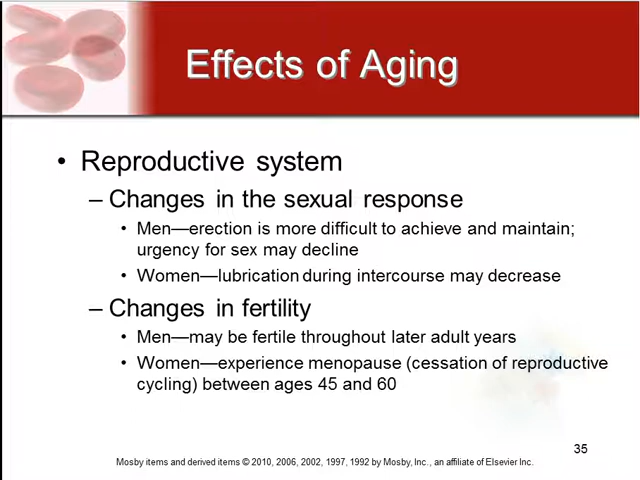 Effects of Aging
• Reproductive system
– Changes in the sexual response
• Men—erection is more difficult to achieve and maintain;
urgency for sex may decline
• Women—lubrication during intercourse may decrease
– Changes in fertility
• Men—may be fertile throughout later adult years
• Women—experience menopause (cessation of reproductive
cycling) between ages 45 and 60
35
Mosby items and derived items © 2010, 2006, 2002, 1997, 1992 by Mosby, Inc., an affiliate of Elsevier Inc.